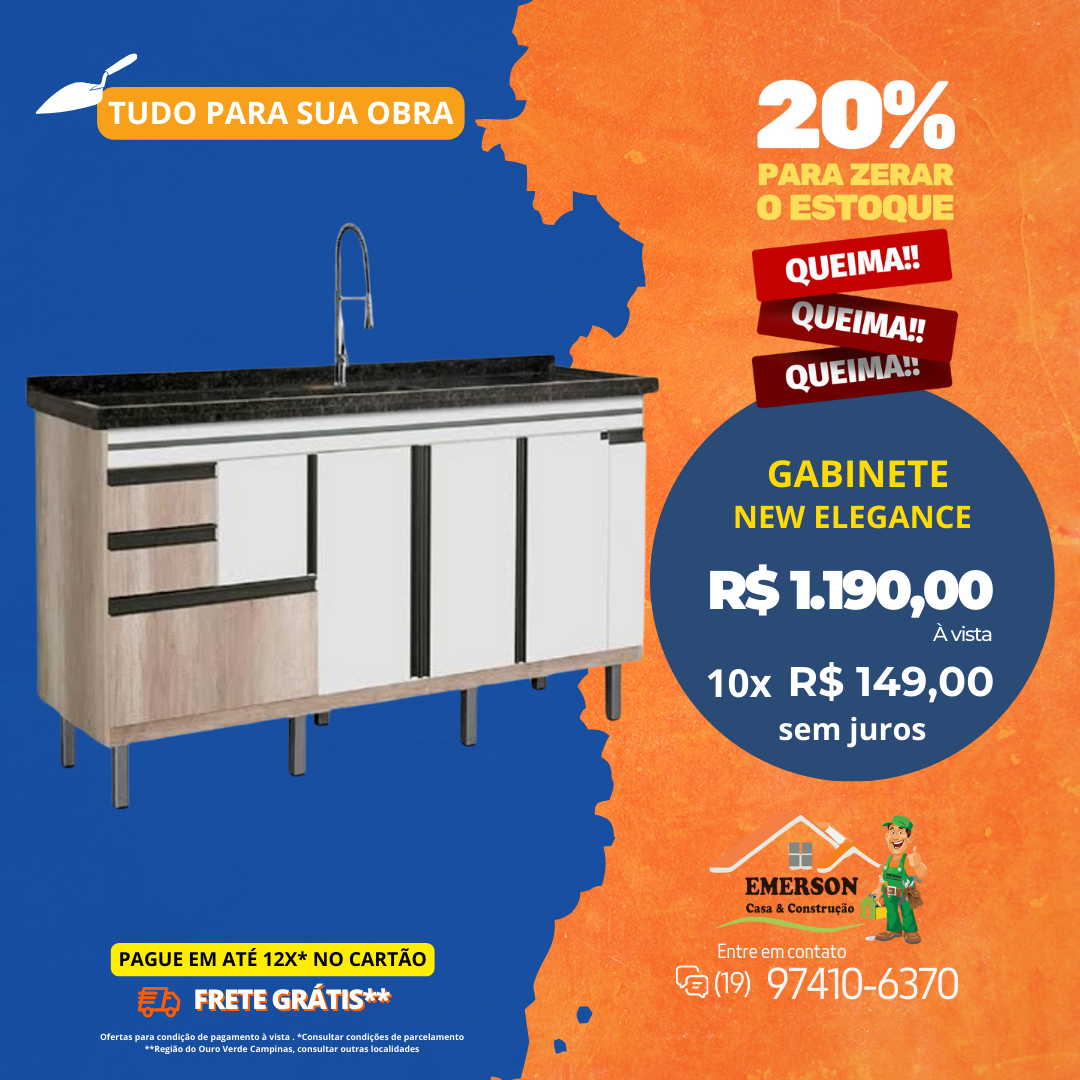 TUDO PARA SUA OBRA
20%
PARA ZERAR
O ESTOQUE
QUEIMA!!
QUEIMA!!
QUEIMA!!
GABINETE
NEW ELEGANCE
R$ 1.190,00
À vista
10x R$ 149,00
sem juros
EMERSON
Casa & Construção
Entre em contato
(19) 97410-6370
PAGUE EM ATÉ 12X* NO CARTÃO
FRETE GRÁTIS**
Ofertas para condição de pagamento à vista . *Consultar condições de parcelamento
**Região do Ouro Verde Campinas, consultar outras localidades